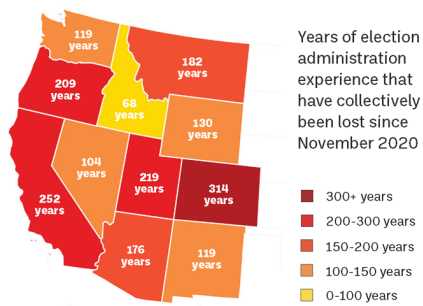 119
years
182
years
209
years
68
years
130
years
104
years
219
years
314
years
252
years
176
years
119
years
Years of election
administration
experience that
have collectively
been lost since
November 2020
300+ years
200-300 years
150-200 years
100-150 years
0-100 years